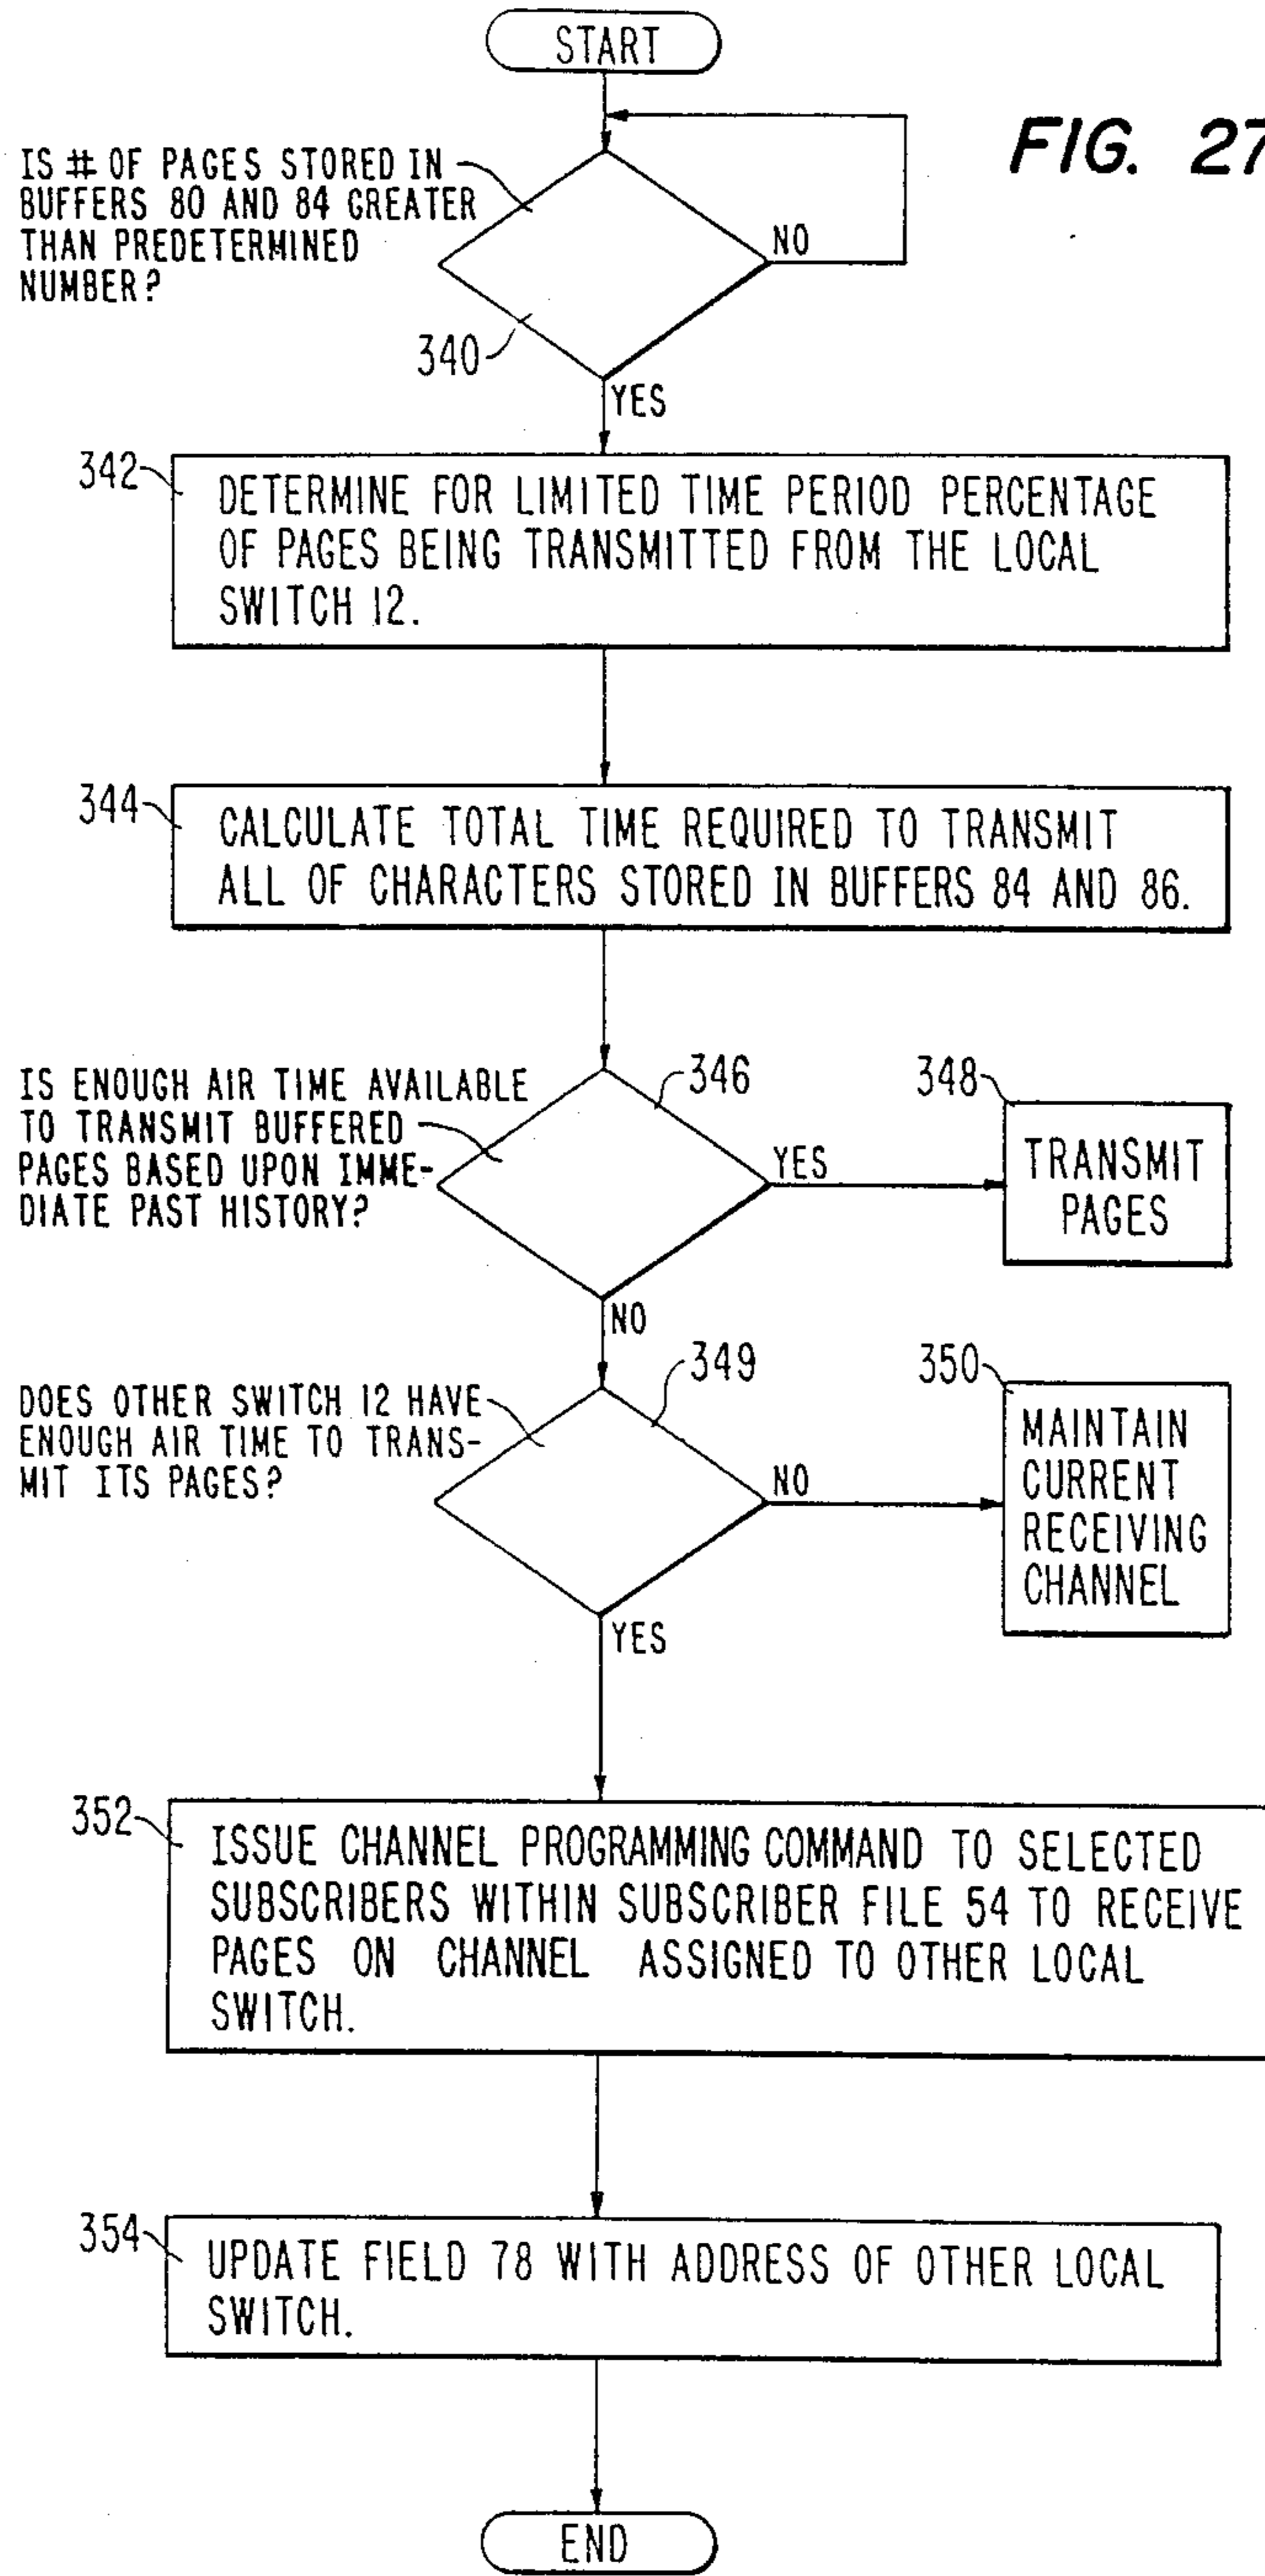 START
FIG. 27
IS # OF PAGES STORED IN
BUFFERS 80 AND 84 GREATER
THAN PREDETERMINED
NUMBER?
NO
340
YES
342
DETERMINE FOR LIMITED TIME PERIOD PERCENTAGE
OF PAGES BEING TRANSMITTED FROM THE LOCAL
SWITCH 12.
344
CALCULATE TOTAL TIME REQUIRED TO TRANSMIT
ALL OF CHARACTERS STORED IN BUFFERS 84 AND 86.
IS ENOUGH AIR TIME AVAILABLE
TO TRANSMIT BUFFERED
PAGES BASED UPON IMME-
DIATE PAST HISTORY?
346
YES
348
TRANSMIT
PAGES
NO
DOES OTHER SWITCH 12 HAVE
ENOUGH AIR TIME TO TRANS-
MIT ITS PAGES?
349
NO
350
MAINTAIN
CURRENT
RECEIVING
CHANNEL
YES
352
ISSUE CHANNEL PROGRAMMING COMMAND TO SELECTED
SUBSCRIBERS WITHIN SUBSCRIBER FILE 54 TO RECEIVE
PAGES ON CHANNEL ASSIGNED TO OTHER LOCAL
SWITCH.
354
UPDATE FIELD 78 WITH ADDRESS OF OTHER LOCAL
SWITCH.
END